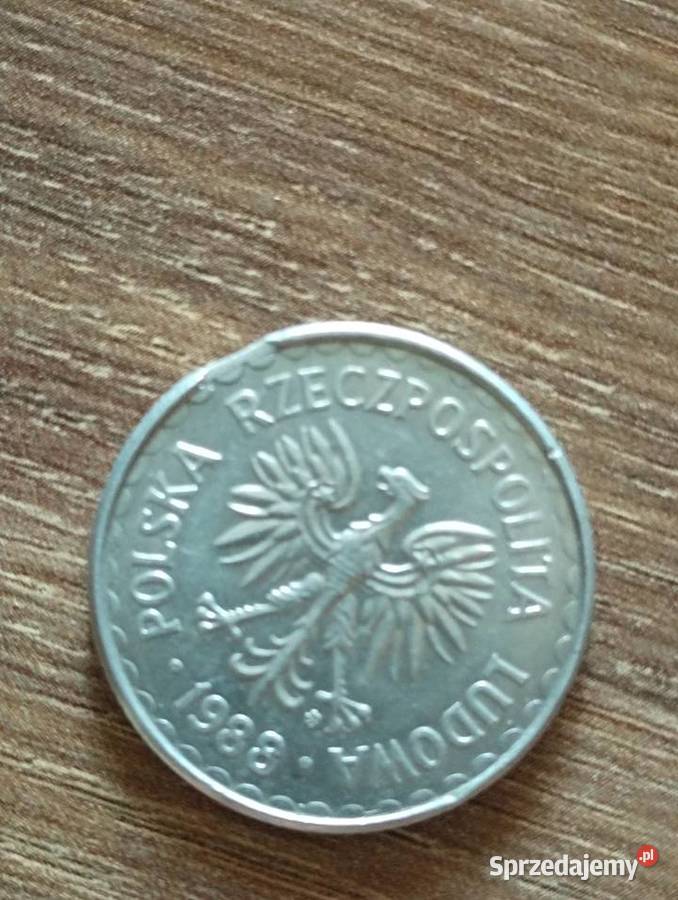 POLSKA RZECZPOSPOLITA LUDOWA
1988
Sprzedajemy.pl